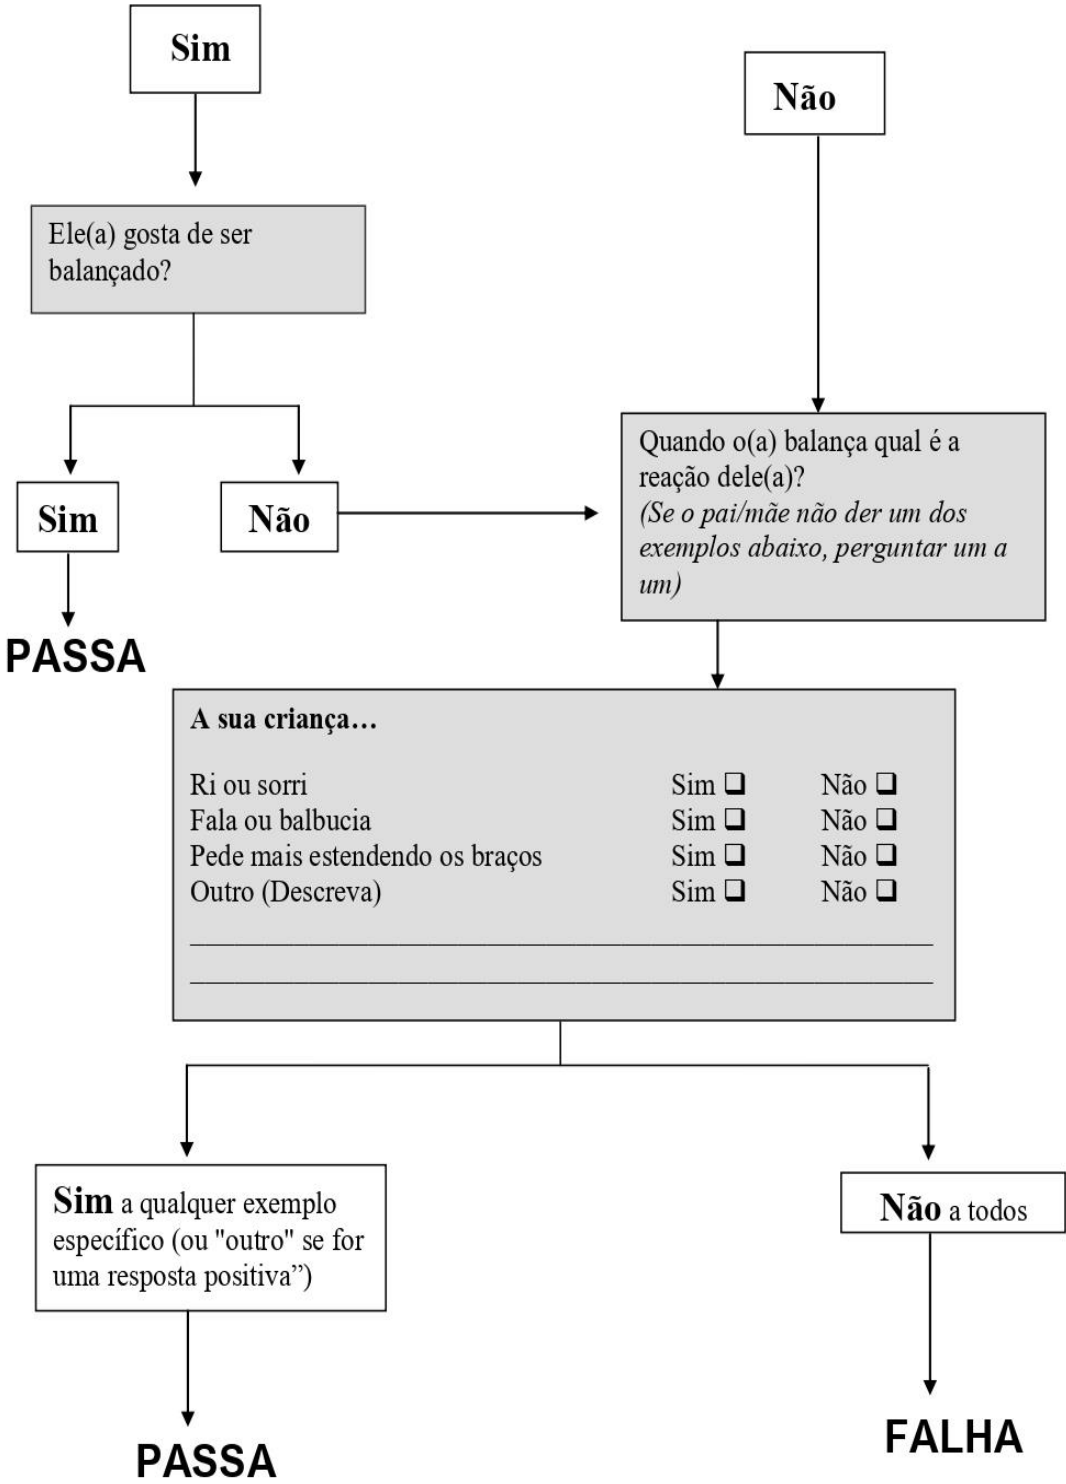 Sim
Não
Ele(a) gosta de ser
balançado?
Sim
Não
Quando o(a) balança qual é a
reação dele(a)?
(Se o pai/mãe não der um dos
exemplos abaixo, perguntar um a
um)
PASSA
A sua criança…
Ri ou sorri Sim ❑ Não ❑
Fala ou balbucia Sim ❑ Não ❑
Pede mais estendendo os braços Sim ❑ Não ❑
Outro (Descreva) Sim ❑ Não ❑
Sim a qualquer exemplo
específico (ou "outro" se for
uma resposta positiva”)
Não a todos
PASSA
FALHA